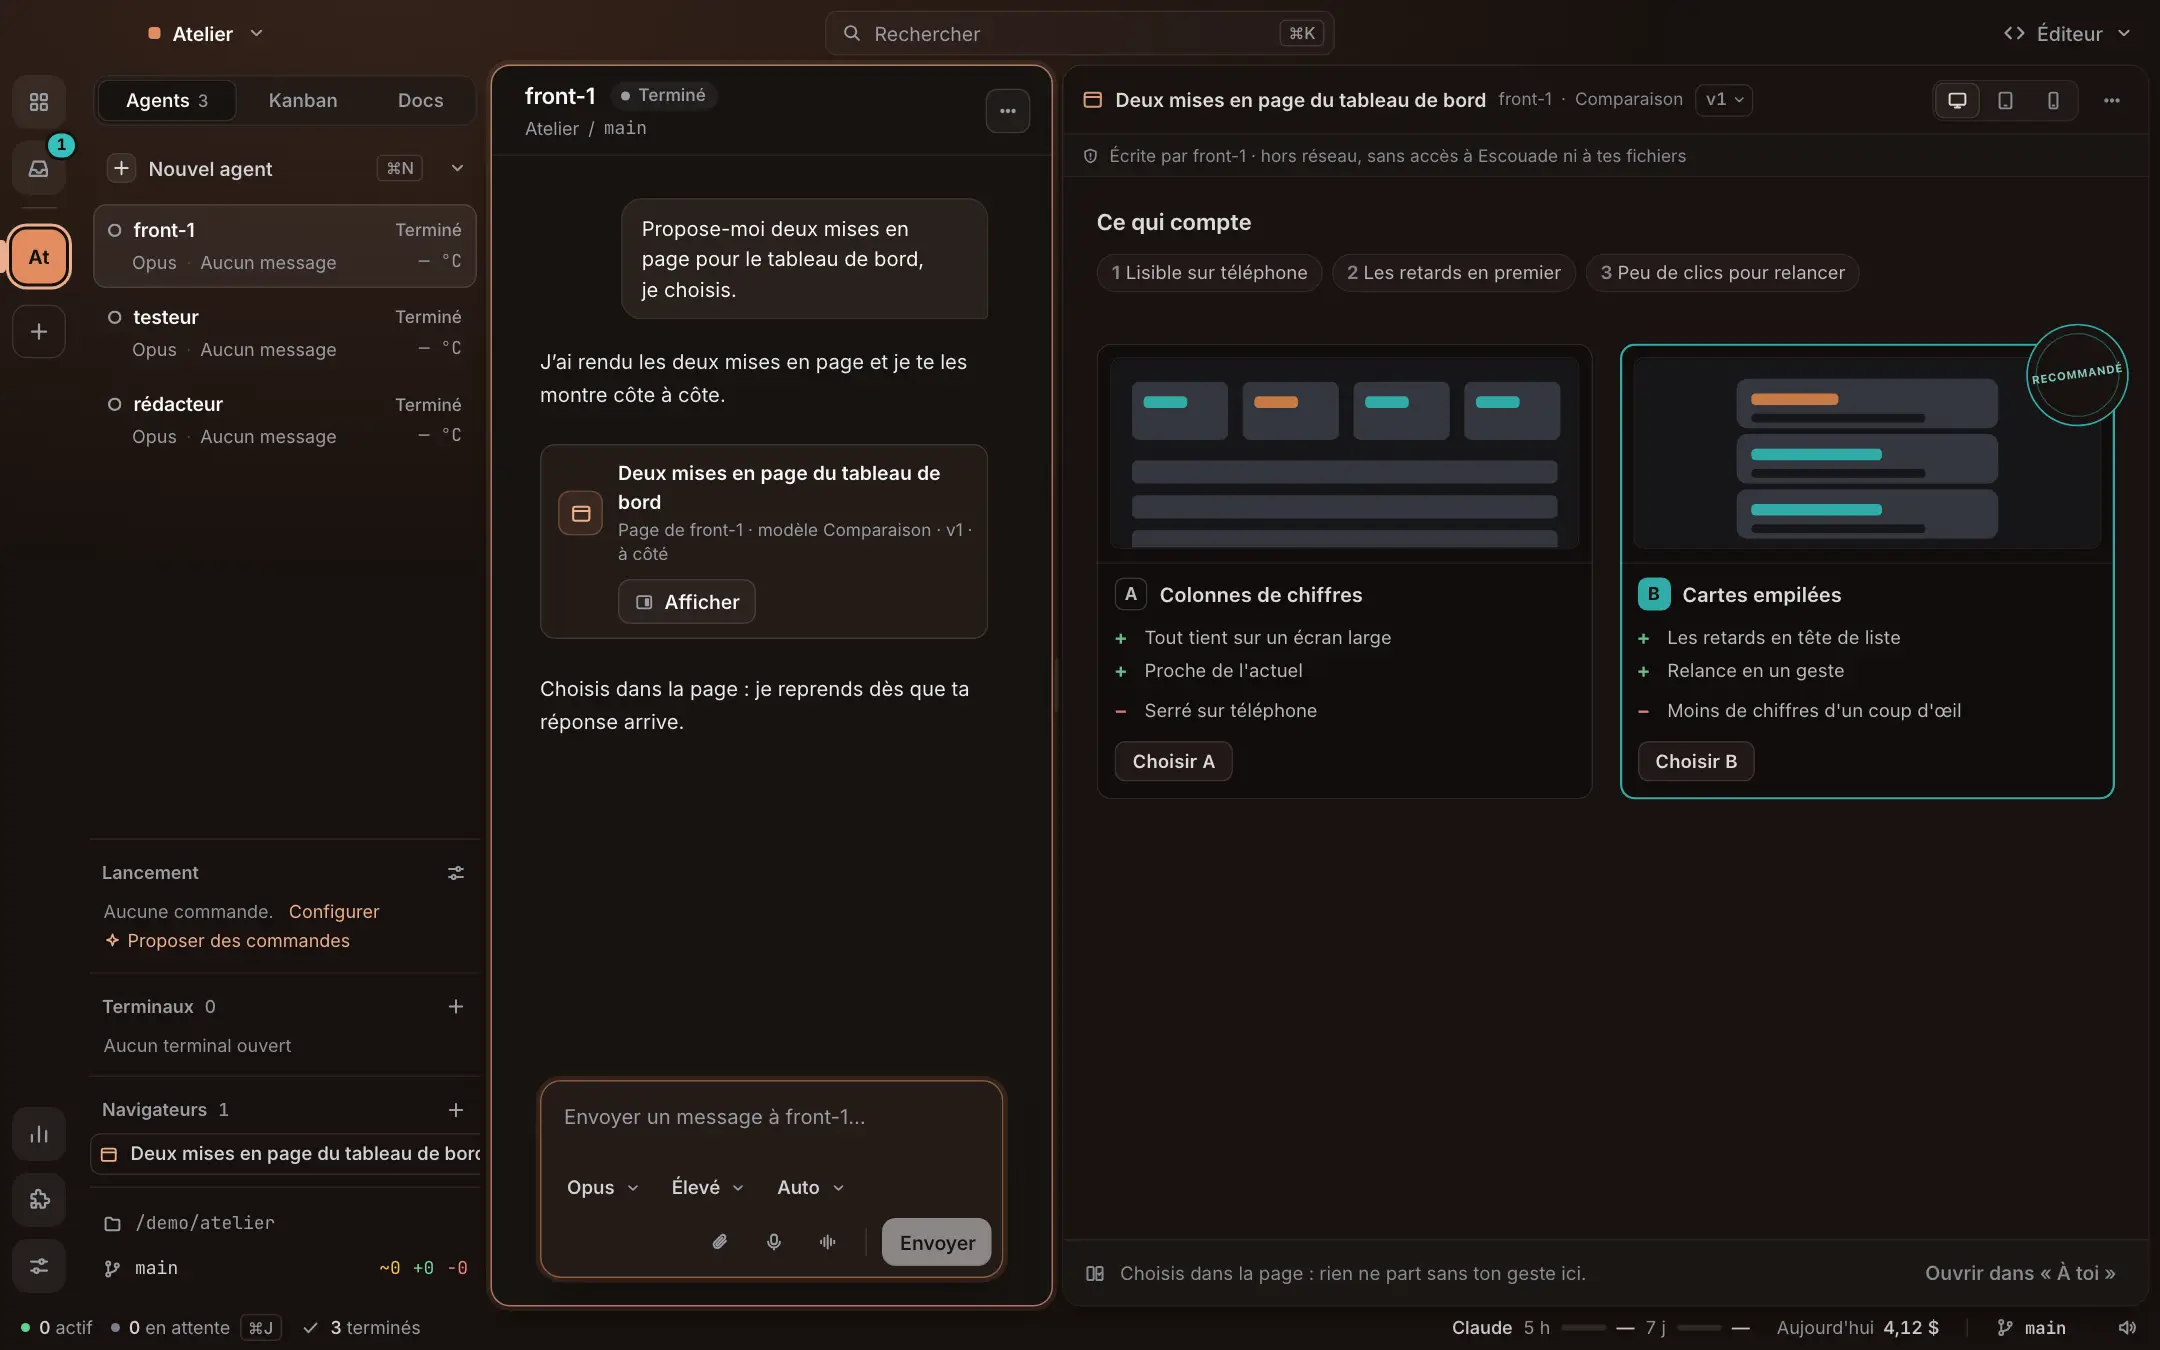 Atelier
Rechercher
⌘K
Éditeur
Agents 3
Kanban
Docs
1
Nouvel agent
⌘N
At
front-1
Terminé
Opus · Aucun message
— °C
testeur
Terminé
Opus · Aucun message
— °C
rédacteur
Terminé
Opus · Aucun message
— °C
Lancement
Aucune commande. Configurer
Proposer des commandes
Terminaux 0
Aucun terminal ouvert
Navigateurs 1
Deux mises en page du tableau de bord
/demo/atelier
main
~0 +0 -0
front-1
Terminé
Atelier / main
Propose-moi deux mises en
page pour le tableau de bord,
je choisis.
J’ai rendu les deux mises en page et je te les
montre côte à côte.
Deux mises en page du tableau de
bord
Page de front-1 · modèle Comparaison · v1 ·
à côté
Afficher
Choisis dans la page : je reprends dès que ta
réponse arrive.
Envoyer un message à front-1...
Opus
Élevé
Auto
Envoyer
Deux mises en page du tableau de bord
front-1 · Comparaison
v1
Écrite par front-1 · hors réseau, sans accès à Escouade ni à tes fichiers
Ce qui compte
1 Lisible sur téléphone
2 Les retards en premier
3 Peu de clics pour relancer
A
Colonnes de chiffres
+ Tout tient sur un écran large
+ Proche de l'actuel
– Serré sur téléphone
Choisir A
RECOMMANDÉ
B
Cartes empilées
+ Les retards en tête de liste
+ Relance en un geste
– Moins de chiffres d'un coup d'œil
Choisir B
Choisis dans la page : rien ne part sans ton geste ici.
Ouvrir dans « À toi »
0 actif
0 en attente
⌘J
3 terminés
Claude 5 h — 7 j —
Aujourd'hui 4,12 $
main